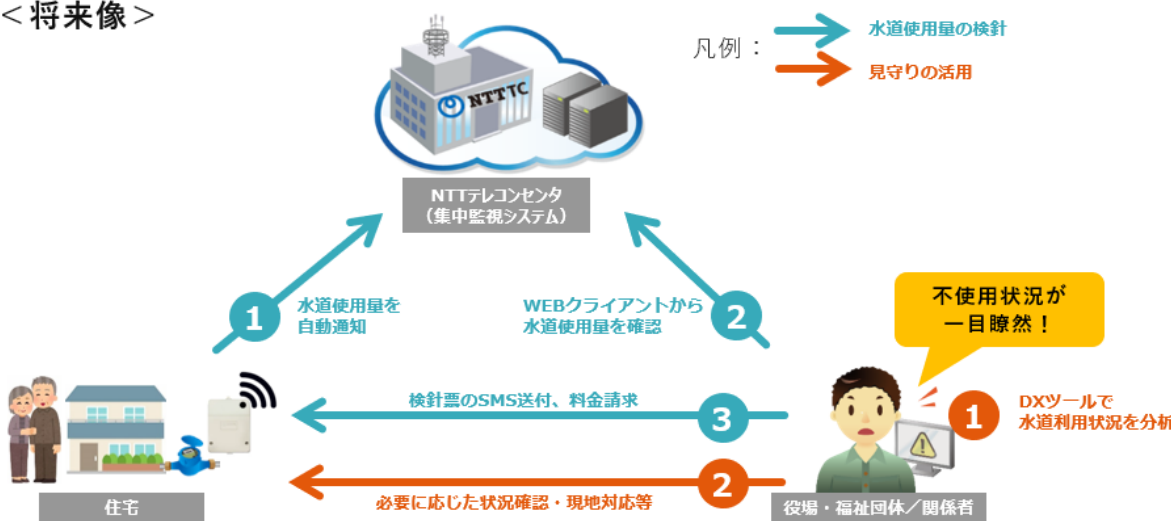 ＜将来像＞
凡例：
水道使用量の検針
見守りの活用
NTT TC
NTTテレコンセンタ
（集中監視システム）
1
水道使用量を
自動通知
WEBクライアントから
水道使用量を確認
2
不使用状況が
一目瞭然！
検針票のSMS送付、料金請求
3
1
DXツールで
水道利用状況を分析
必要に応じた状況確認・現地対応等
2
住宅
役場・福祉団体／関係者